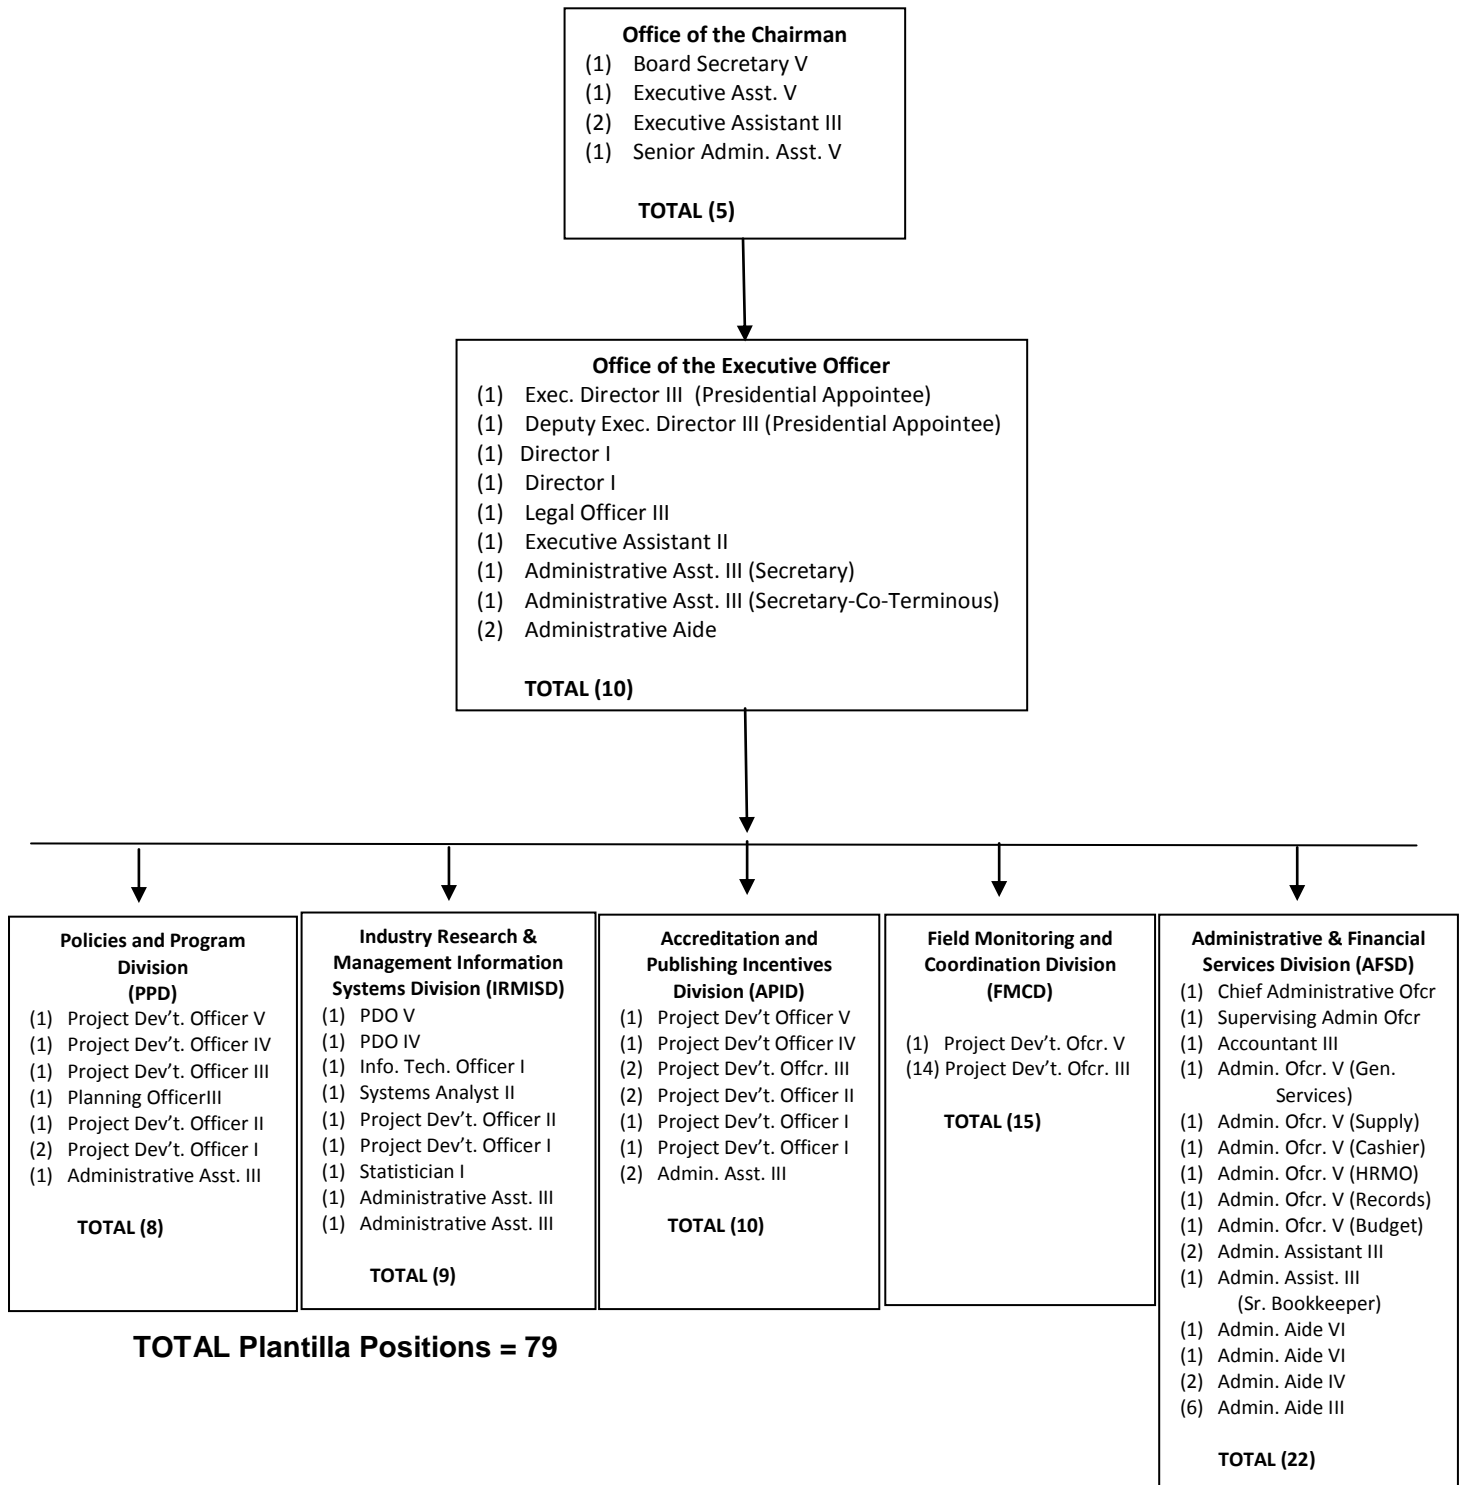 Office of the Chairman
(1) Board Secretary V
(1) Executive Asst. V
(2) Executive Assistant III
(1) Senior Admin. Asst. V
TOTAL (5)
Office of the Executive Officer
(1) Exec. Director III (Presidential Appointee)
(1) Deputy Exec. Director III (Presidential Appointee)
(1) Director I
(1) Director I
(1) Legal Officer III
(1) Executive Assistant II
(1) Administrative Asst. III (Secretary)
(1) Administrative Asst. III (Secretary-Co-Terminous)
(2) Administrative Aide
TOTAL (10)
Policies and Program
Division
(PPD)
(1) Project Dev’t. Officer V
(1) Project Dev’t. Officer IV
(1) Project Dev’t. Officer III
(1) Planning OfficerIII
(1) Project Dev’t. Officer II
(2) Project Dev’t. Officer I
(1) Administrative Asst. III
TOTAL (8)
Industry Research &
Management Information
Systems Division (IRMISD)
(1) PDO V
(1) PDO IV
(1) Info. Tech. Officer I
(1) Systems Analyst II
(1) Project Dev’t. Officer II
(1) Project Dev’t. Officer I
(1) Statistician I
(1) Administrative Asst. III
(1) Administrative Asst. III
TOTAL (9)
Accreditation and
Publishing Incentives
Division (APID)
(1) Project Dev’t Officer V
(1) Project Dev’t Officer IV
(2) Project Dev’t. Offcr. III
(2) Project Dev’t. Officer II
(1) Project Dev’t. Officer I
(1) Project Dev’t. Officer I
(2) Admin. Asst. III
TOTAL (10)
Field Monitoring and
Coordination Division
(FMCD)
(1) Project Dev’t. Ofcr. V
(14) Project Dev’t. Ofcr. III
TOTAL (15)
Administrative & Financial
Services Division (AFSD)
(1) Chief Administrative Ofcr
(1) Supervising Admin Ofcr
(1) Accountant III
(1) Admin. Ofcr. V (Gen.
Services)
(1) Admin. Ofcr. V (Supply)
(1) Admin. Ofcr. V (Cashier)
(1) Admin. Ofcr. V (HRMO)
(1) Admin. Ofcr. V (Records)
(1) Admin. Ofcr. V (Budget)
(2) Admin. Assistant III
(1) Admin. Assist. III
(Sr. Bookkeeper)
(1) Admin. Aide VI
(1) Admin. Aide VI
(2) Admin. Aide IV
(6) Admin. Aide III
TOTAL (22)
TOTAL Plantilla Positions = 79